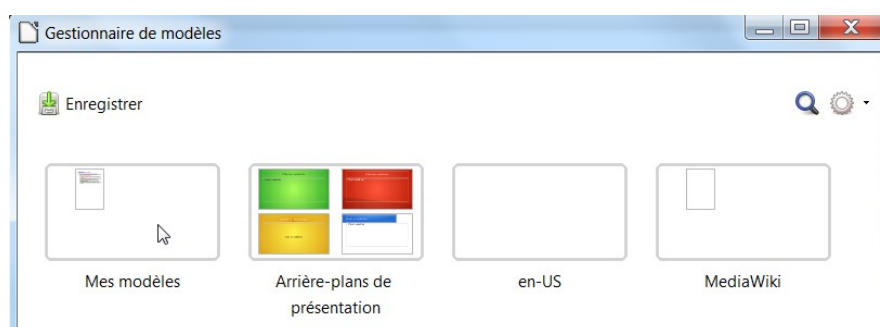 Gestionnaire de modèles
Enregistrer
Mes modèles
Arrière-plans de
présentation
en-US
MediaWiki